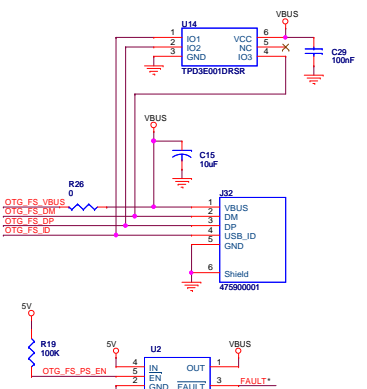 VBUS
U14
1 IO1 VCC 6
2 IO2 NC 5
3 GND IO3 4
TPD3E001DRSR
C29
100nF
VBUS
C15
10uF
R26
0
J32
OTG_FS_VBUS 1 VBUS
OTG_FS_DM 2 DM
OTG_FS_DP 3 DP
OTG_FS_ID 4 USB_ID
5 GND
6 Shield
475900001
5V
R19
100K
5V
U2
VBUS
4 IN OUT 1
OTG_FS_PS_EN 5 EN
2 GND FAULT 3 FAULT*